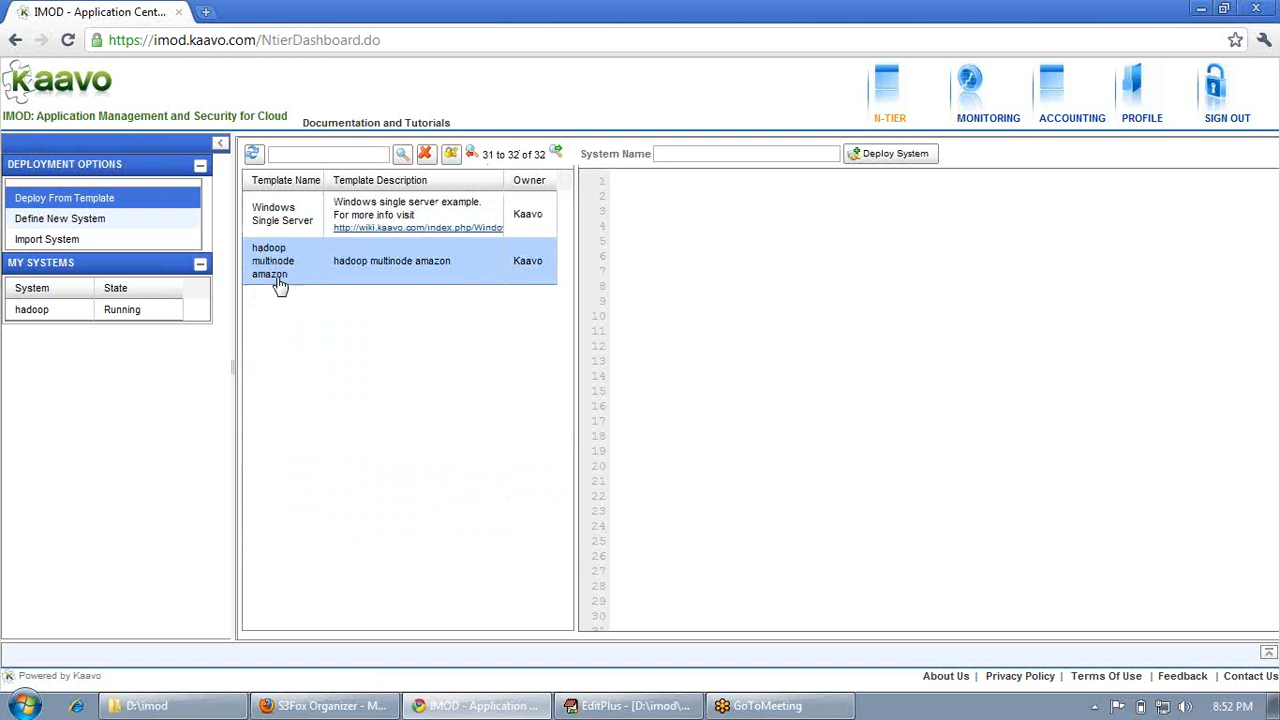 IMOD - Application Cent...
https://imod.kaavo.com/NtierDashboard.do
Kaavo
IMOD: Application Management and Security for Cloud
Documentation and Tutorials
N-TIER
MONITORING
ACCOUNTING
PROFILE
SIGN OUT
DEPLOYMENT OPTIONS
Deploy From Template
Define New System
Import System
MY SYSTEMS
System State
hadoop Running
31 to 32 of 32
System Name
Deploy System
Template Name Template Description Owner
Windows
Single Server
Windows single server example.
For more info visit
http://wiki.kaavo.com/index.php/Windo
Kaavo
hadoop
multinode
amazon
hadoop multinode amazon
Kaavo
1
2
3
4
5
6
7
8
9
10
11
12
13
14
15
16
17
18
19
20
21
22
23
24
25
26
27
28
29
30
Powered by Kaavo
About Us | Privacy Policy | Terms Of Use | Feedback | Contact Us
D:\imod
S3Fox Organizer - M...
IMOD - Application ...
EditPlus - [D:\imod\...
GoToMeeting
8:52 PM